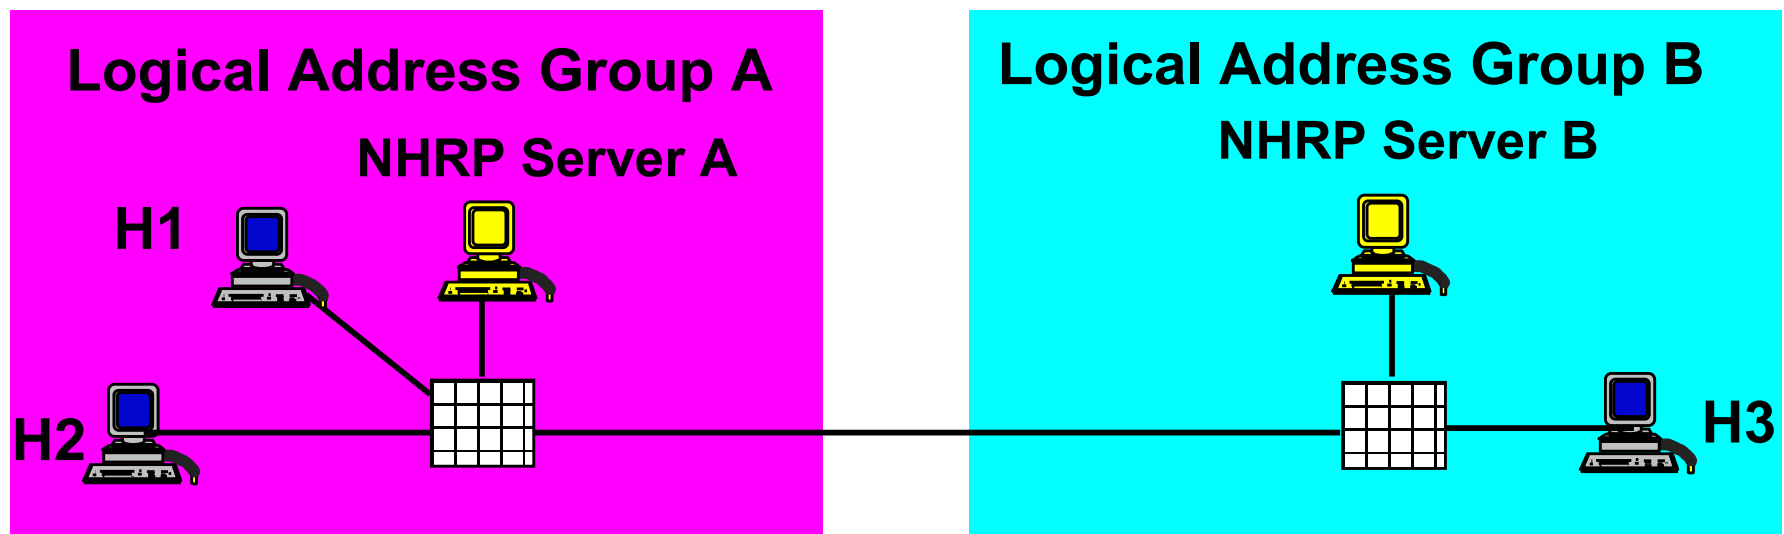 Logical Address Group A
NHRP Server A
H1
H2
Logical Address Group B
NHRP Server B
H3